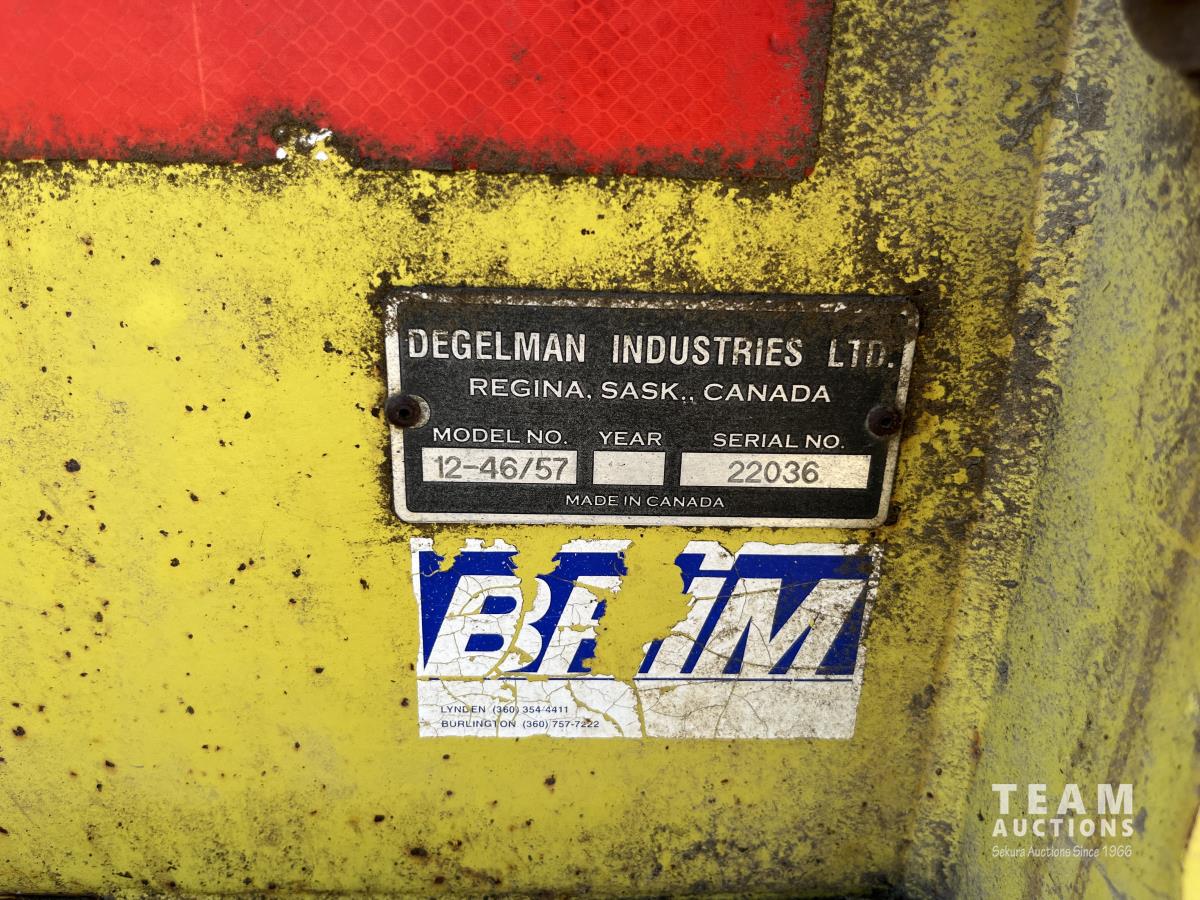 DEGELMAN INDUSTRIES LTD.
REGINA, SASK., CANADA
MODEL NO. YEAR SERIAL NO.
12-46/57 22036
MADE IN CANADA
LYNDEN (360) 354-4411
BURLINGTON (360) 757-7222
TEAM
AUCTIONS
Sekura Auctions Since 1966